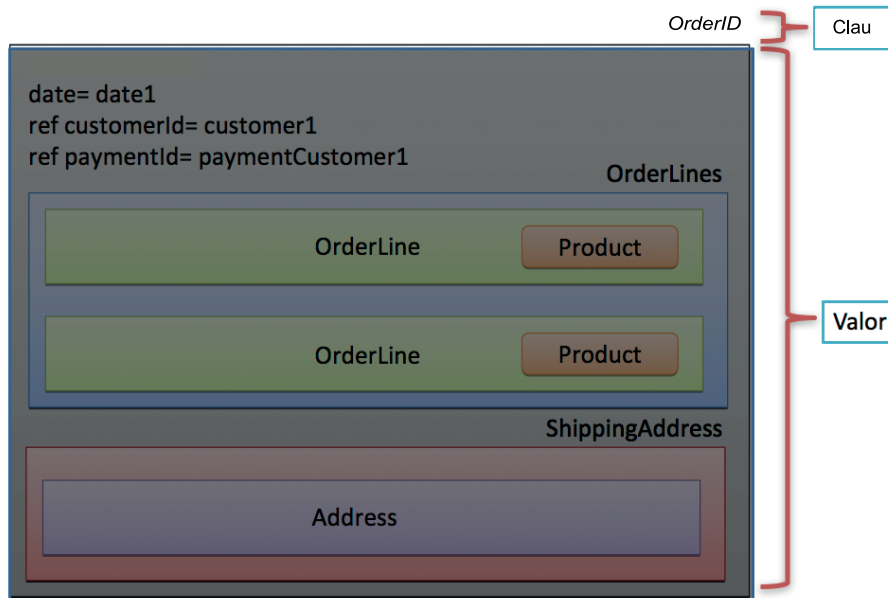 OrderID
Clau
date= date1
ref customerId= customer1
ref paymentId= paymentCustomer1
OrderLines
OrderLine Product
Valor
OrderLine Product
ShippingAddress
Address